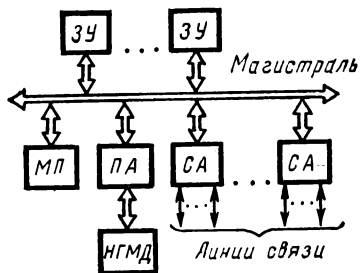 ЗУ ... ЗУ
Магистраль
МП ПА СА ... СА
... ...
НГМД Линии связи